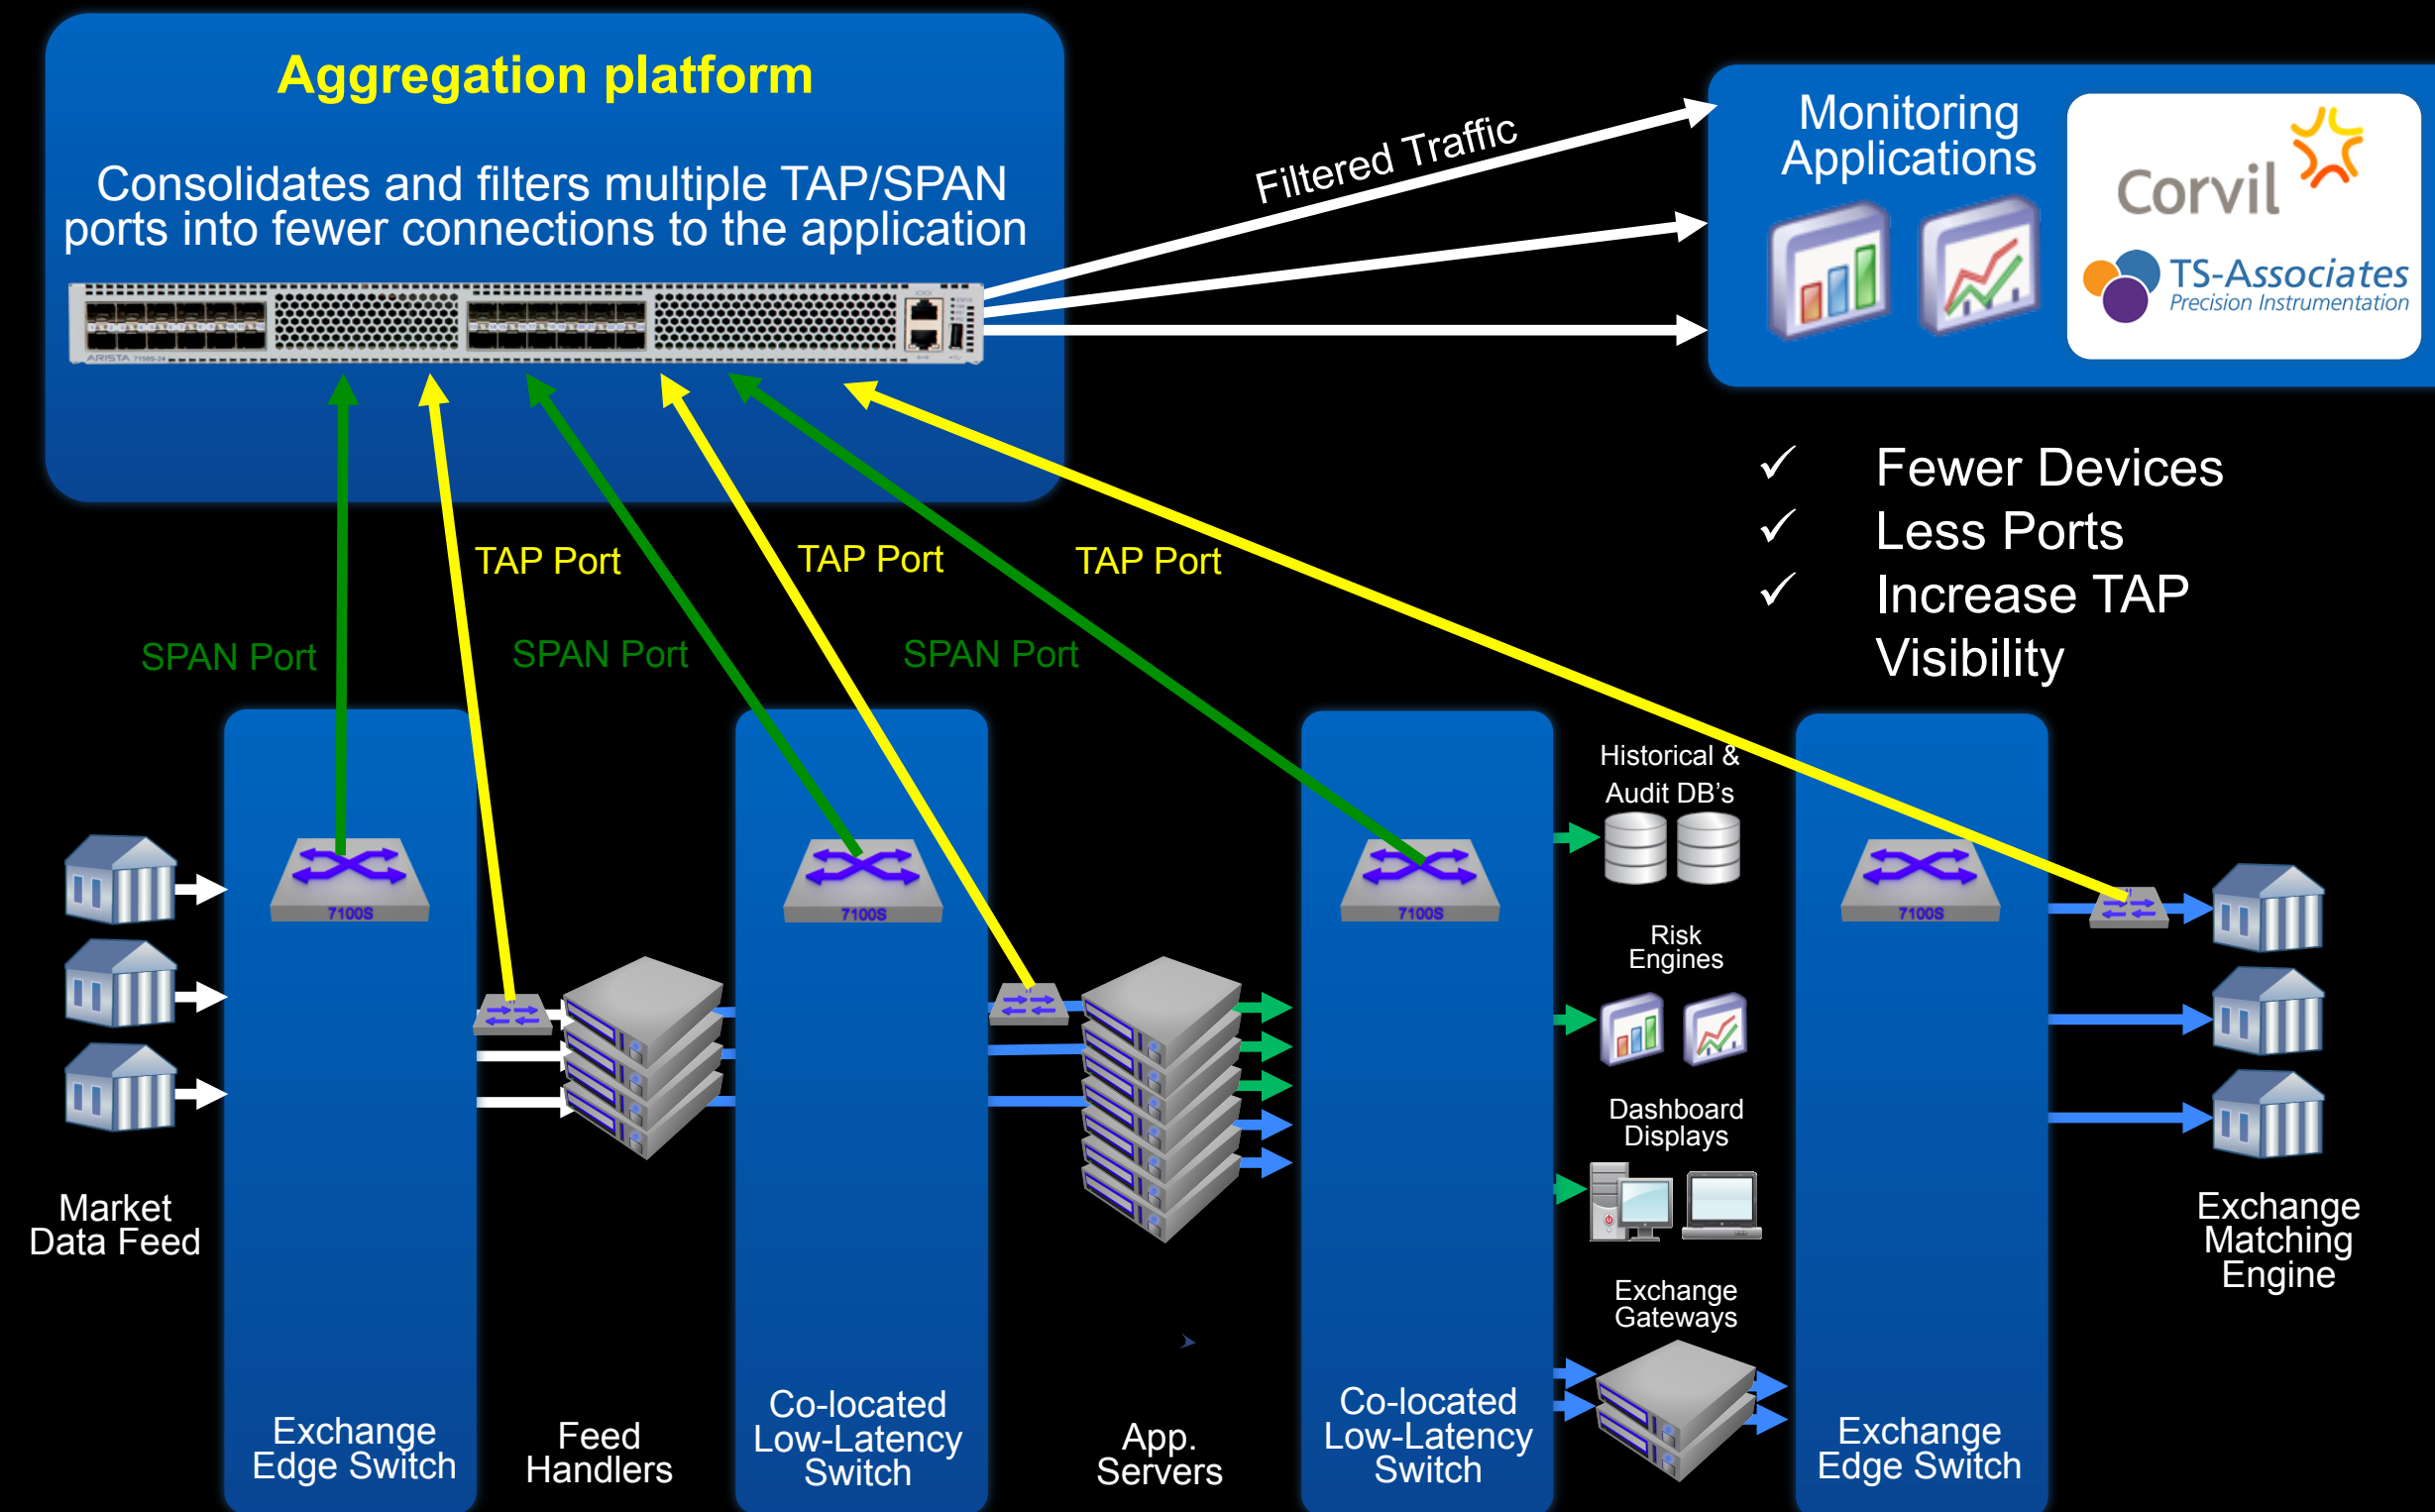 Aggregation platform
Consolidates and filters multiple TAP/SPAN
ports into fewer connections to the application
ARISTA 7150S-24
Filtered Traffic
Monitoring
Applications
Corvil
TS-Associates
Precision Instrumentation
✓ Fewer Devices
✓ Less Ports
✓ Increase TAP
Visibility
TAP Port
TAP Port
TAP Port
SPAN Port
SPAN Port
SPAN Port
7100S
7100S
7100S
7100S
Historical &
Audit DB's
Risk
Engines
Dashboard
Displays
Exchange
Gateways
Market
Data Feed
Exchange
Edge Switch
Feed
Handlers
Co-located
Low-Latency
Switch
App.
Servers
Co-located
Low-Latency
Switch
Exchange
Edge Switch
Exchange
Matching
Engine